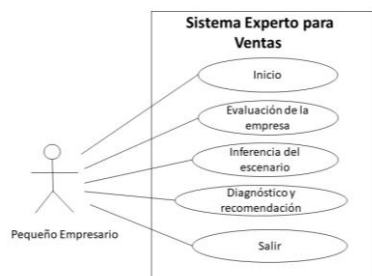 Sistema Experto para
Ventas
Inicio
Evaluación de la
empresa
Inferencia del
escenario
Diagnóstico y
recomendación
Pequeño Empresario
Salir